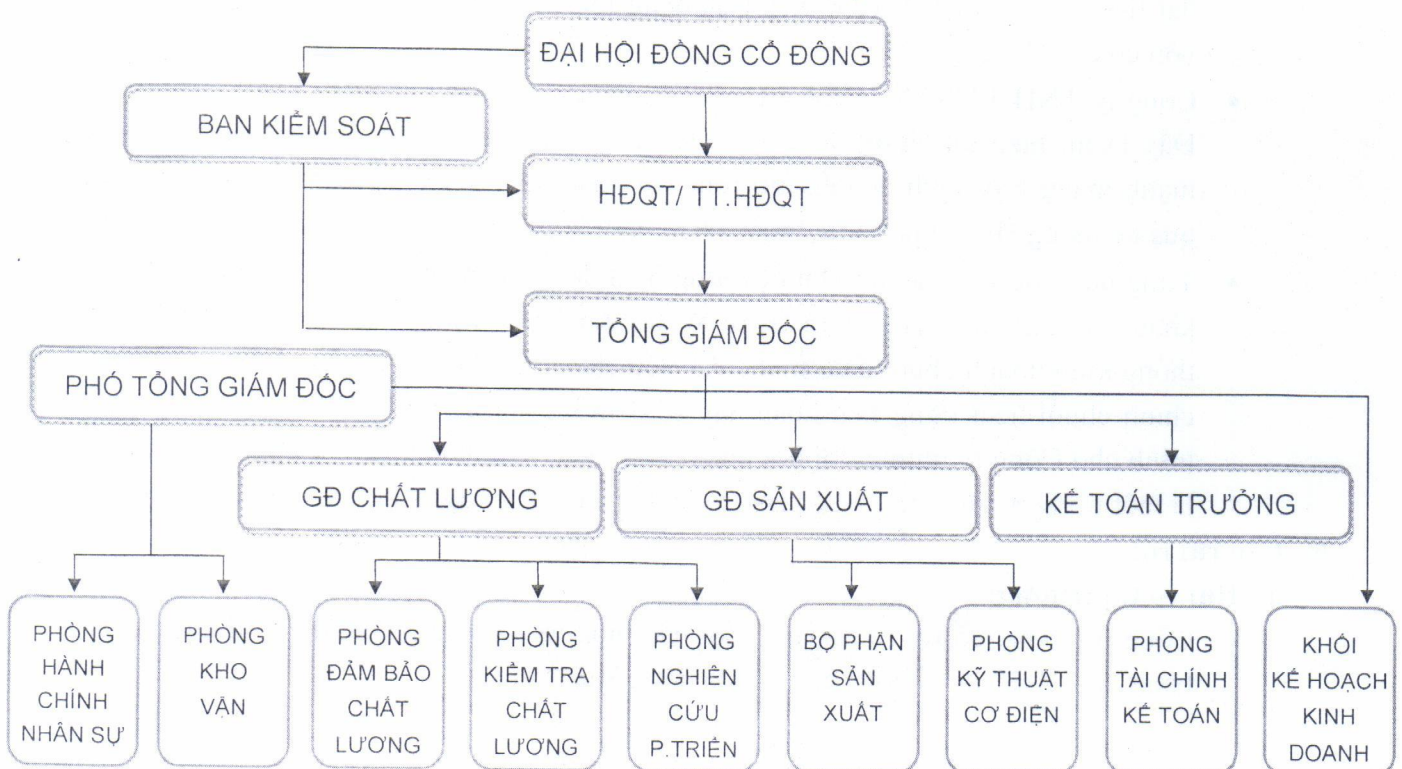 ĐẠI HỘI ĐỒNG CỔ ĐÔNG
BAN KIỂM SOÁT
HĐQT/ TT.HĐQT
TỔNG GIÁM ĐỐC
PHÓ TỔNG GIÁM ĐỐC
GĐ CHẤT LƯỢNG
GĐ SẢN XUẤT
KẾ TOÁN TRƯỞNG
PHÒNG
HÀNH
CHÍNH
NHÂN SỰ
PHÒNG
KHO
VẬN
PHÒNG
ĐẢM BẢO
CHẤT
LƯƠNG
PHÒNG
KIỂM TRA
CHẤT
LƯƠNG
PHÒNG
NGHIÊN
CỨU
P.TRIỂN
BỘ PHẬN
SẢN
XUẤT
PHÒNG
KỸ THUẬT
CƠ ĐIỆN
PHÒNG
TÀI CHÍNH
KẾ TOÁN
KHỐI
KẾ HOẠCH
KINH
DOANH